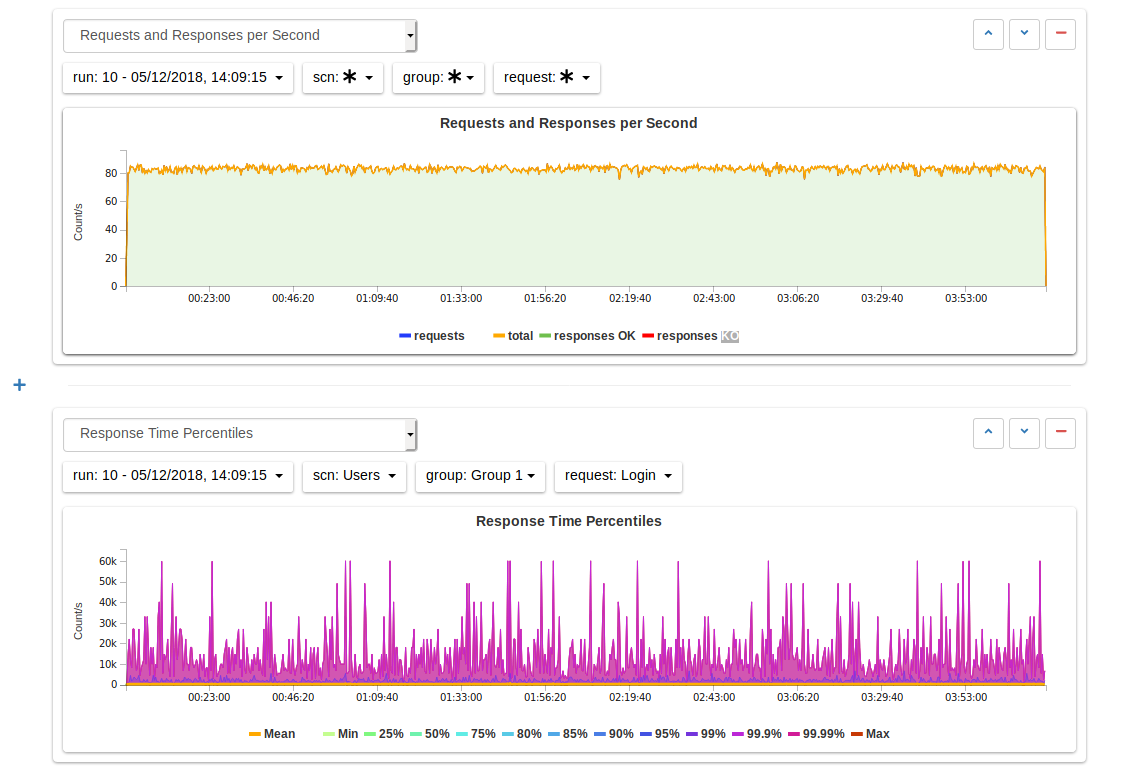 Requests and Responses per Second
run: 10 - 05/12/2018, 14:09:15 scn: * group: * request: *
Requests and Responses per Second
Count/s
80
60
40
20
0
00:23:00 00:46:20 01:09:40 01:33:00 01:56:20 02:19:40 02:43:00 03:06:20 03:29:40 03:53:00
requests total responses OK responses KO
+
Response Time Percentiles
run: 10 - 05/12/2018, 14:09:15 scn: Users group: Group 1 request: Login
Response Time Percentiles
Count/s
60k
50k
40k
30k
20k
10k
0
00:23:00 00:46:20 01:09:40 01:33:00 01:56:20 02:19:40 02:43:00 03:06:20 03:29:40 03:53:00
Mean Min 25% 50% 75% 80% 85% 90% 95% 99% 99.9% 99.99% Max